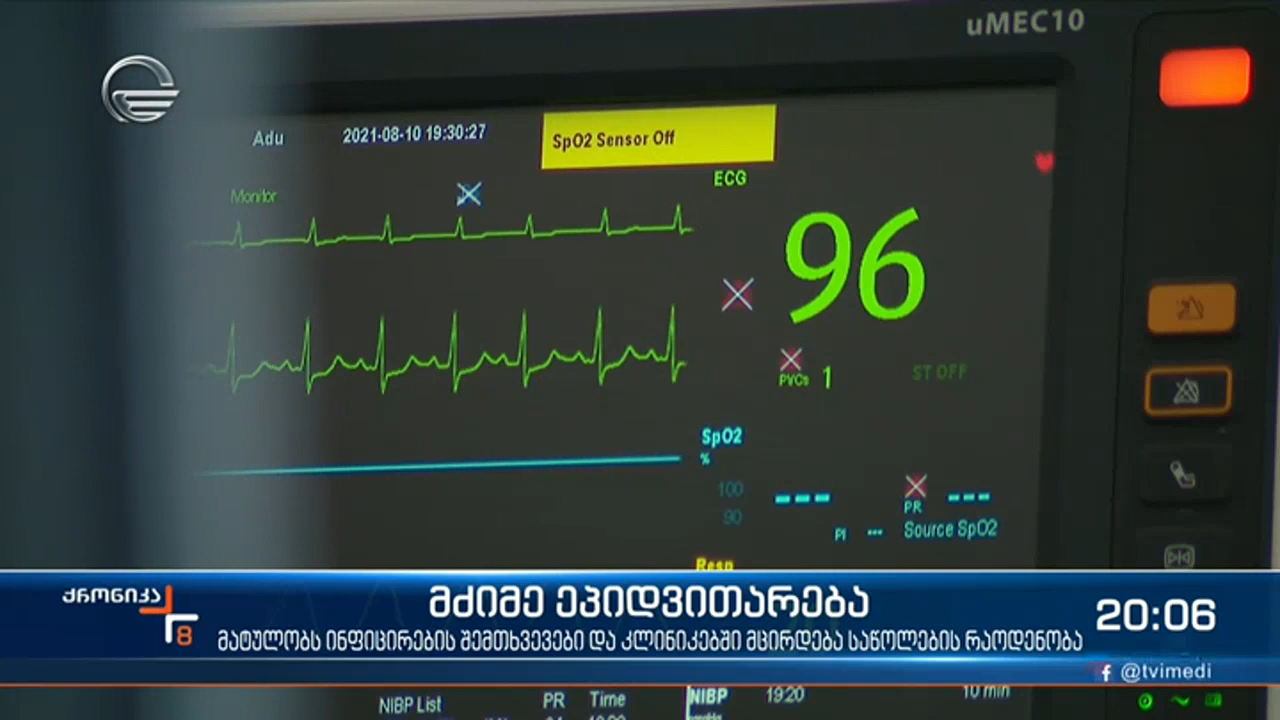 uMEC10
Adu 2021-08-10 19:30:27 SpO2 Sensor Off
ECG
Monitor
96
PVCs 1 ST OFF
SpO2
%
100
90
PR
PI --- Source SpO2
Resp
ქრონიკა
8
მძიმე ეპიდვითარება
მატულობს ინფიცირების შემთხვევები და კლინიკებში მცირდება საწოლების რაოდენობა
20:06
@tvimedi
NIBP List PR Time NIBP 19:20 10 min